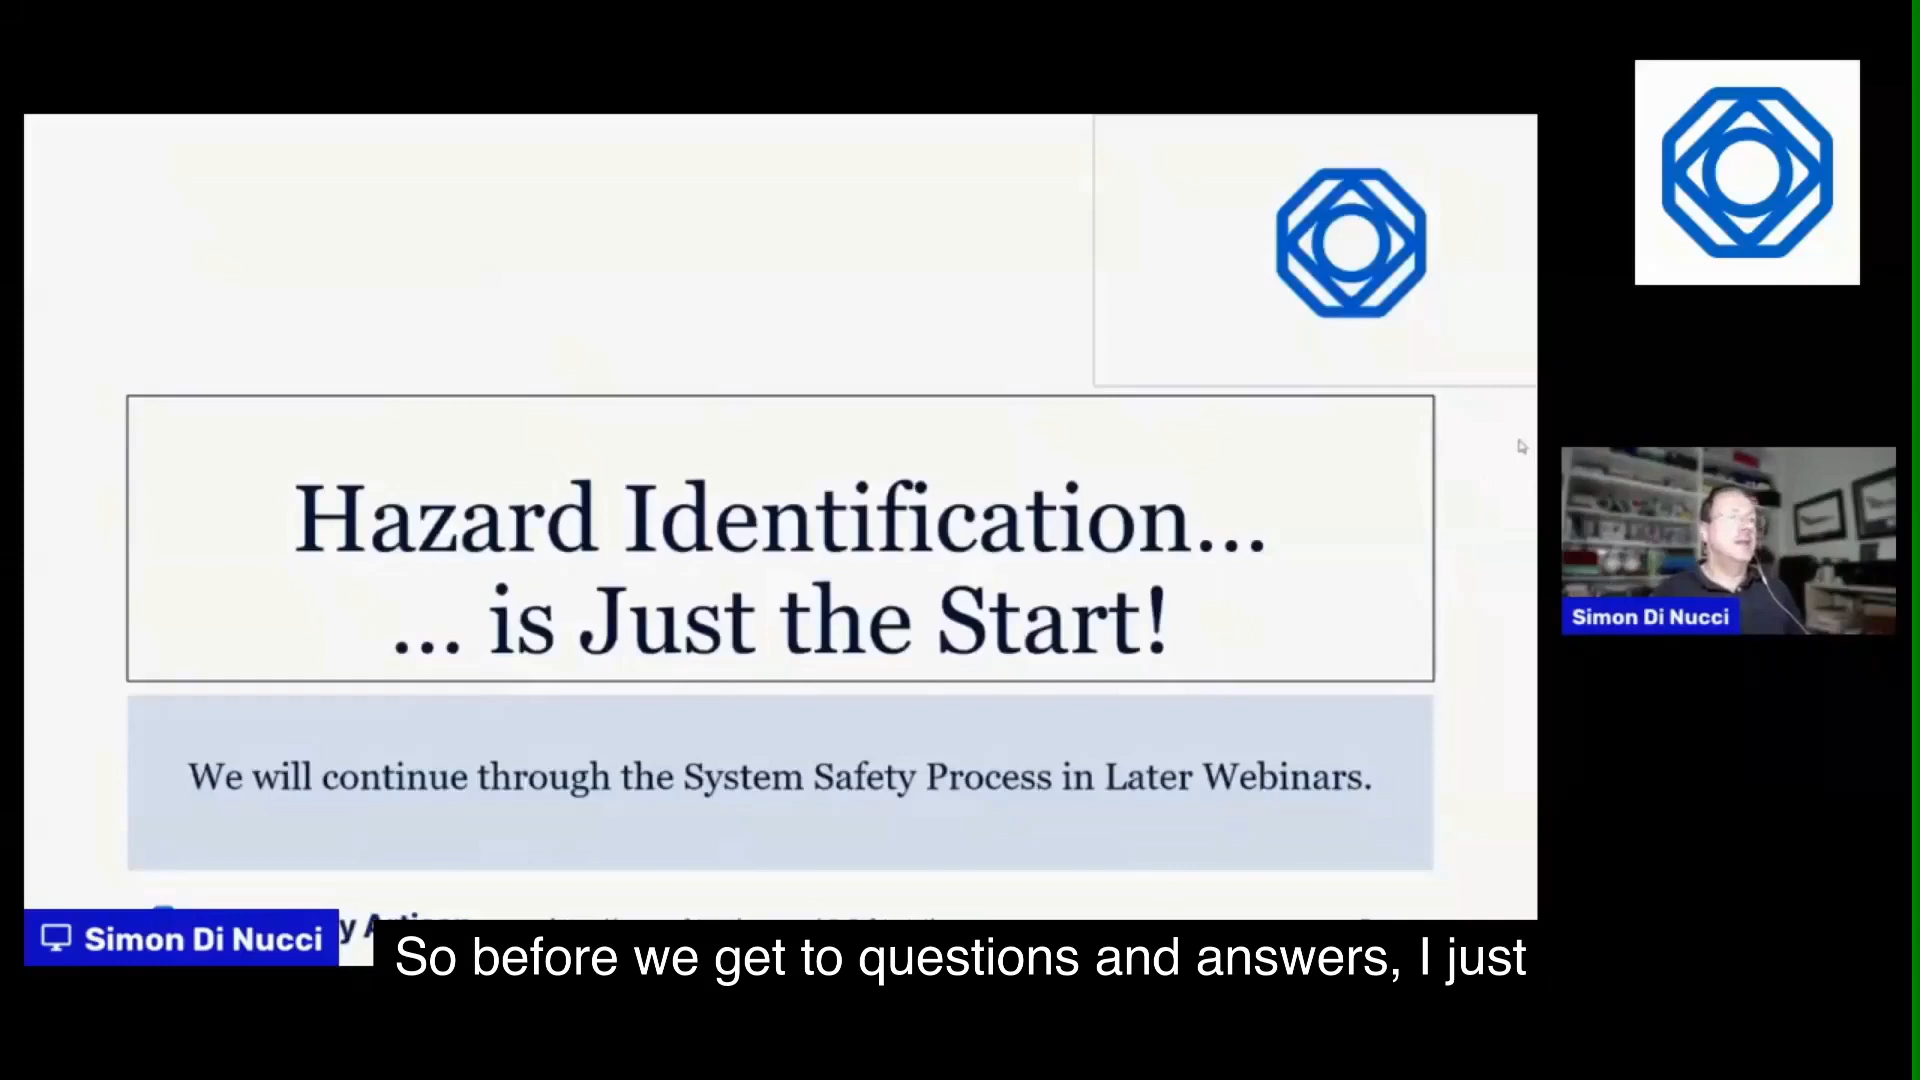 Hazard Identification...
... is Just the Start!
We will continue through the System Safety Process in Later Webinars.
Simon Di Nucci
Simon Di Nucci
So before we get to questions and answers, I just